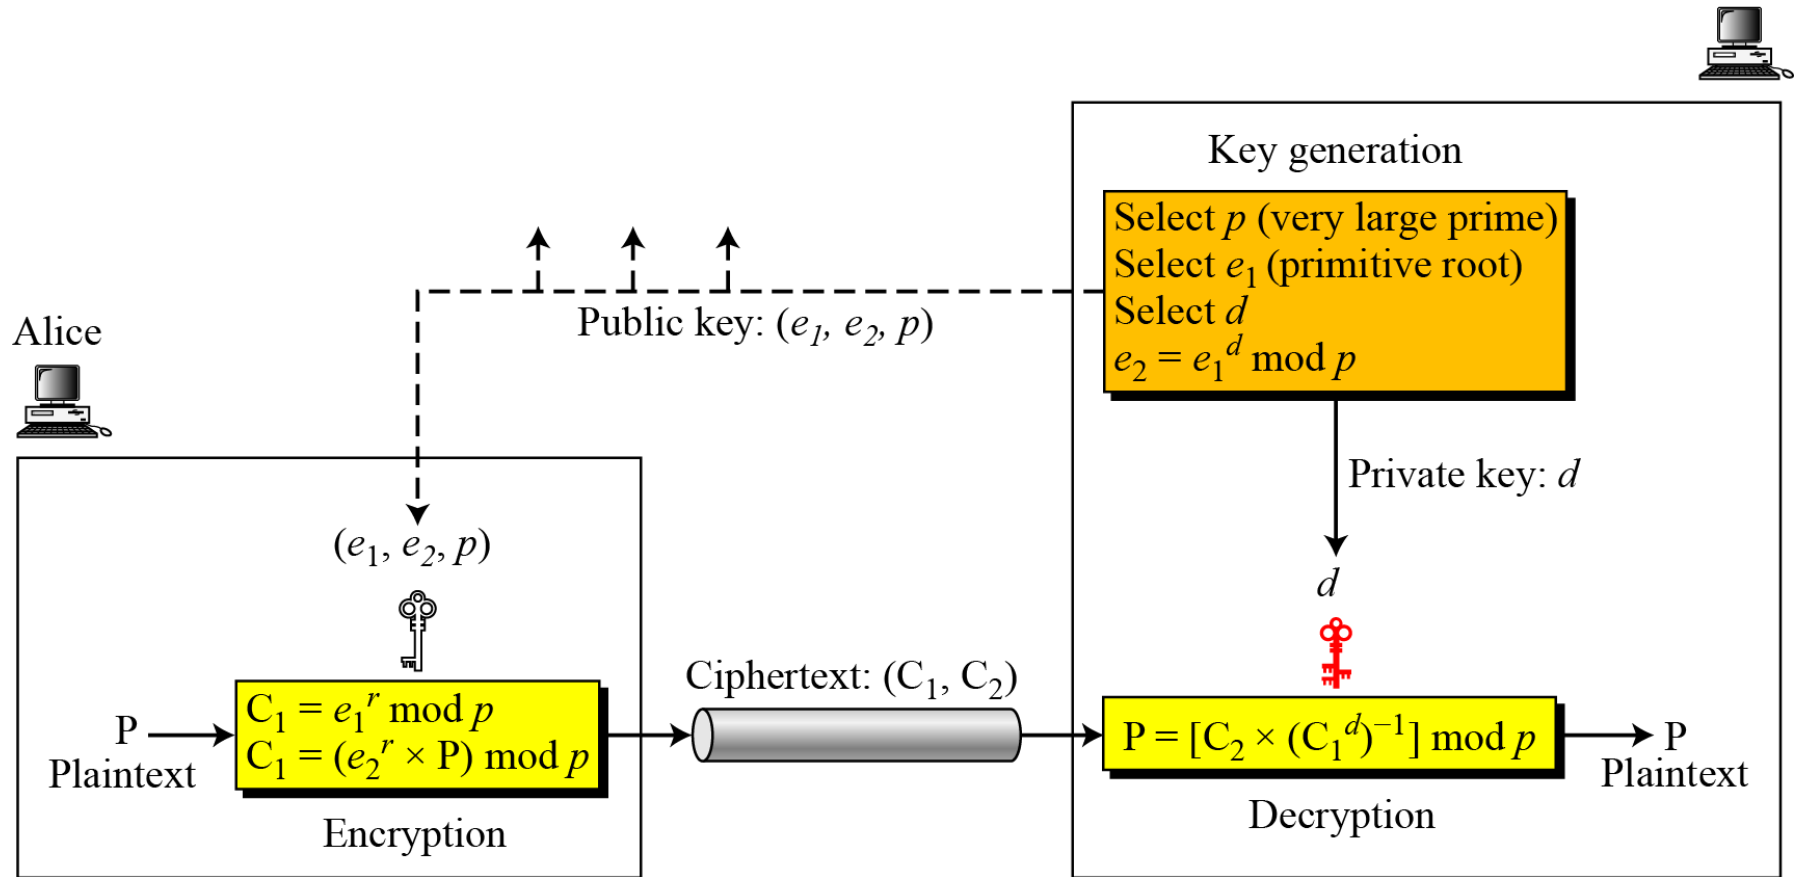 Key generation
Select p (very large prime)
Select e₁ (primitive root)
Select d
e₂ = e₁ᵈ mod p
Public key: (e₁, e₂, p)
Alice
Private key: d
(e₁, e₂, p)
d
Ciphertext: (C₁, C₂)
P
Plaintext
C₁ = e₁ʳ mod p
C₁ = (e₂ʳ × P) mod p
Encryption
P = [C₂ × (C₁ᵈ)⁻¹] mod p
Decryption
P
Plaintext